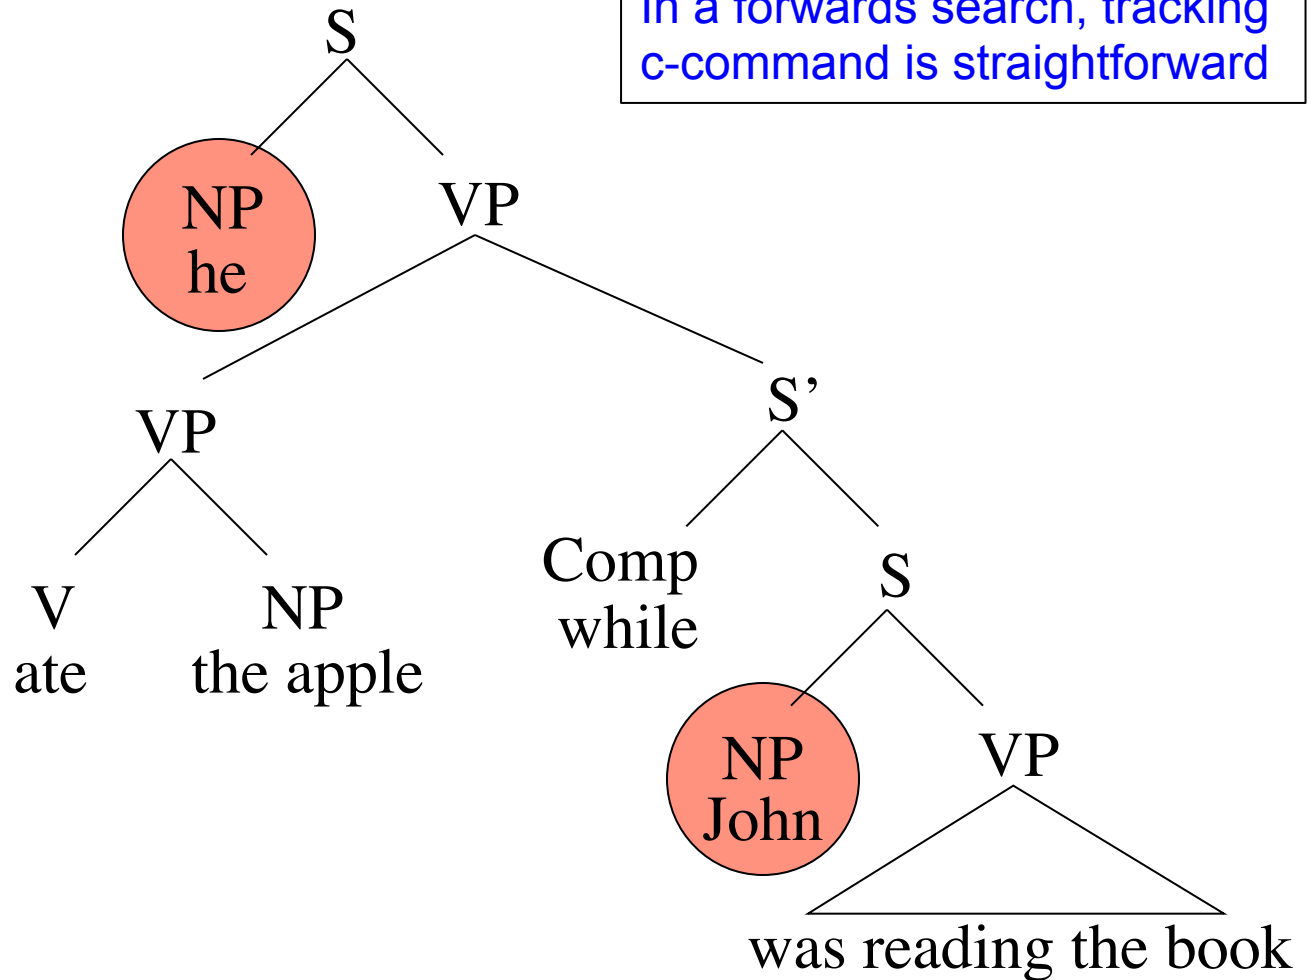 In a forwards search, tracking
c-command is straightforward
S
NP
he
VP
VP
S’
V
ate
NP
the apple
Comp
while
S
NP
John
VP
was reading the book